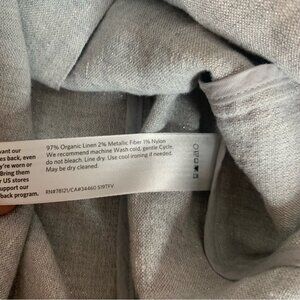 want our
es back, even
e're worn or
Bring them
r US stores
upport our
back program.
97% Organic Linen 2% Metallic Fiber 1% Nylon
We recommend machine Wash cold, gentle Cycle.
do not bleach. Line dry. Use cool ironing if needed.
May be dry cleaned.
RN#78121/CA#34460 S19TFV